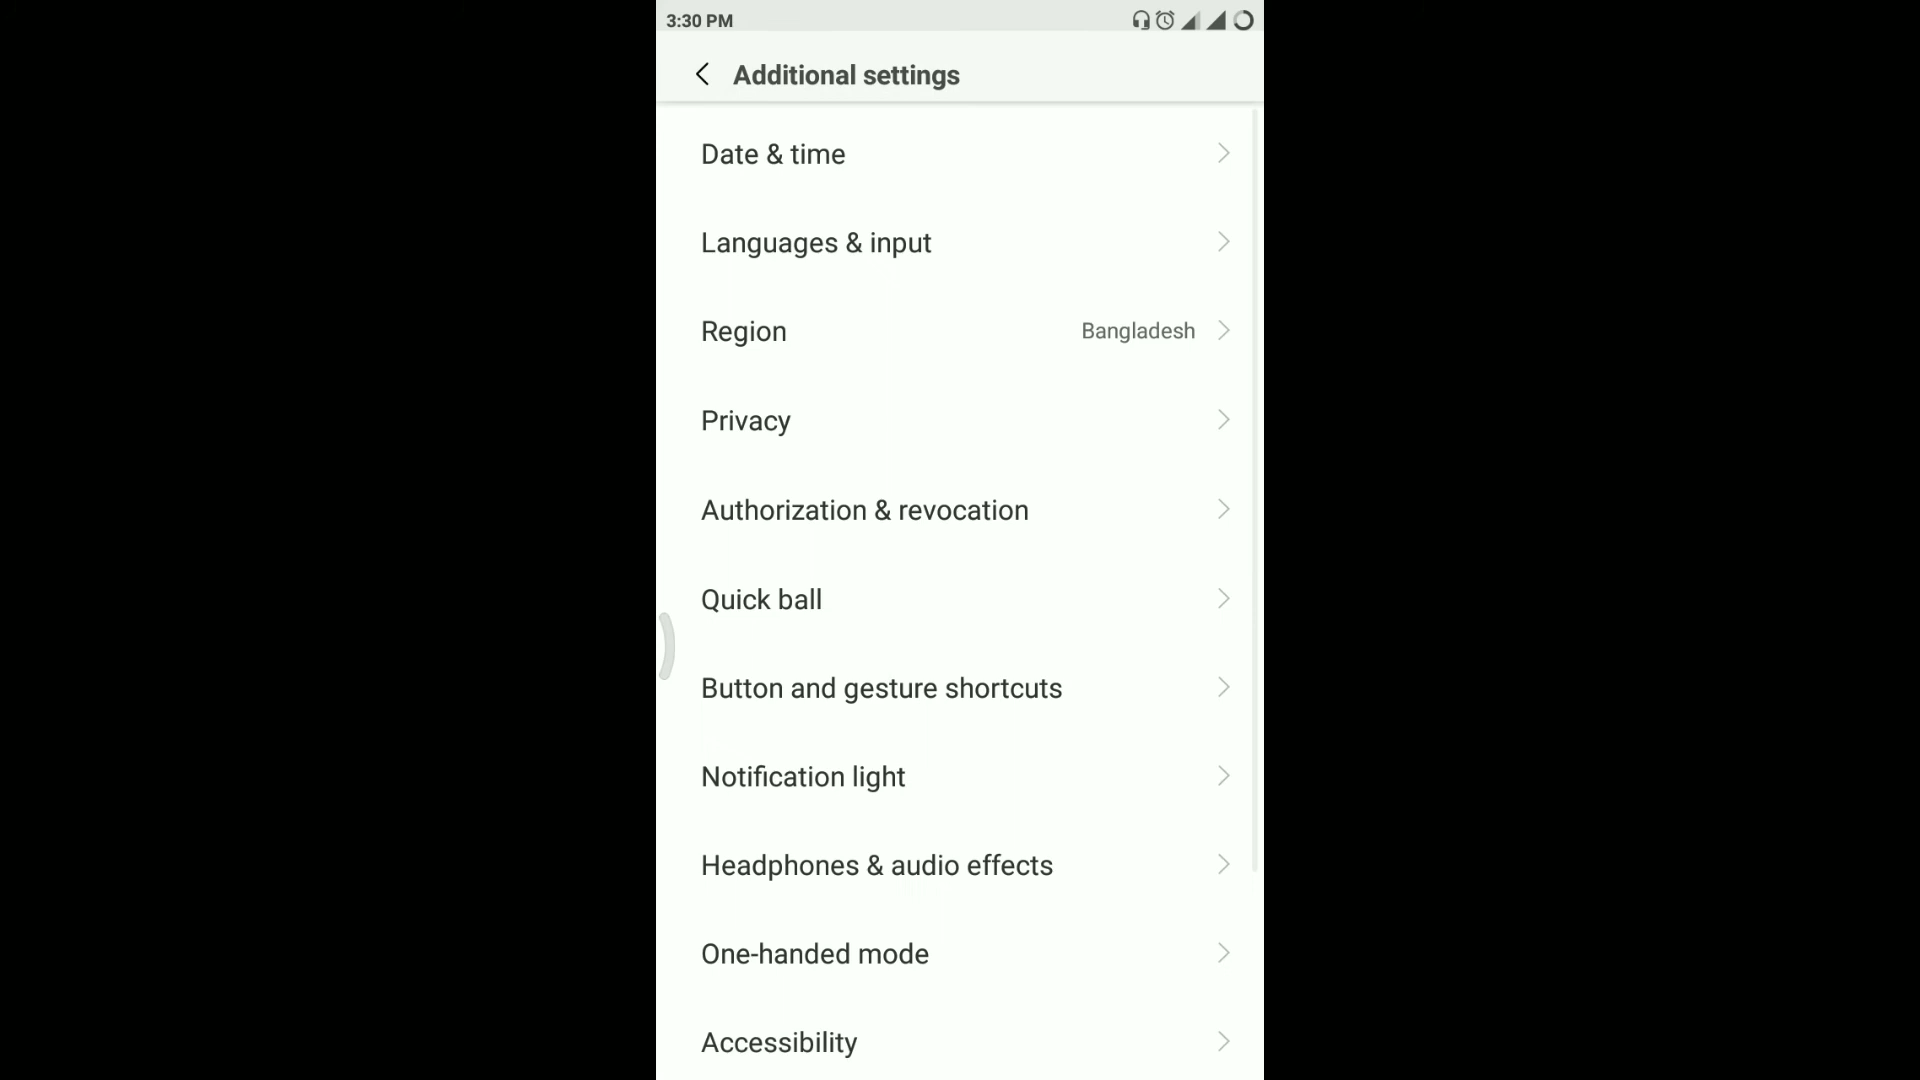 3:30 PM
Additional settings
Date & time
Languages & input
Region Bangladesh
Privacy
Authorization & revocation
Quick ball
Button and gesture shortcuts
Notification light
Headphones & audio effects
One-handed mode
Accessibility